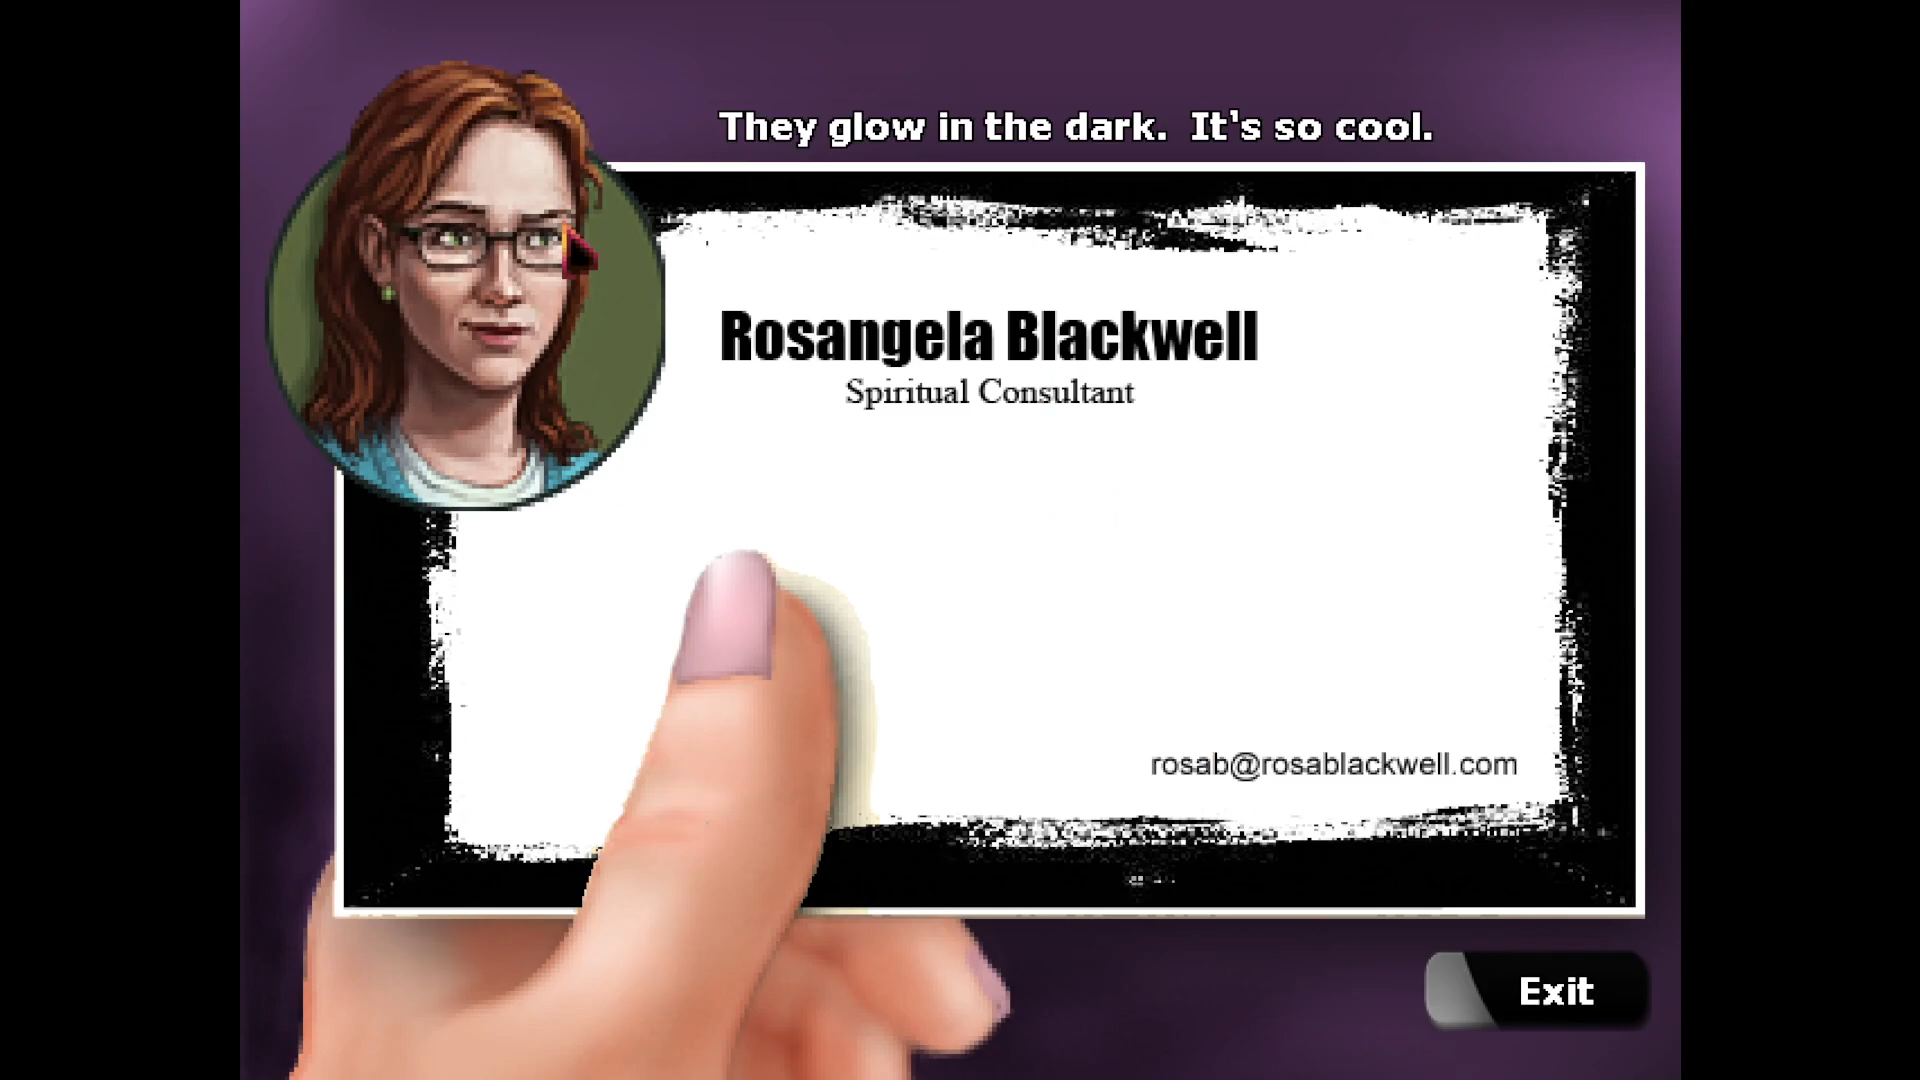 They glow in the dark.  It's so cool.
Rosangela Blackwell
Spiritual Consultant
rosab@rosablackwell.com
Exit